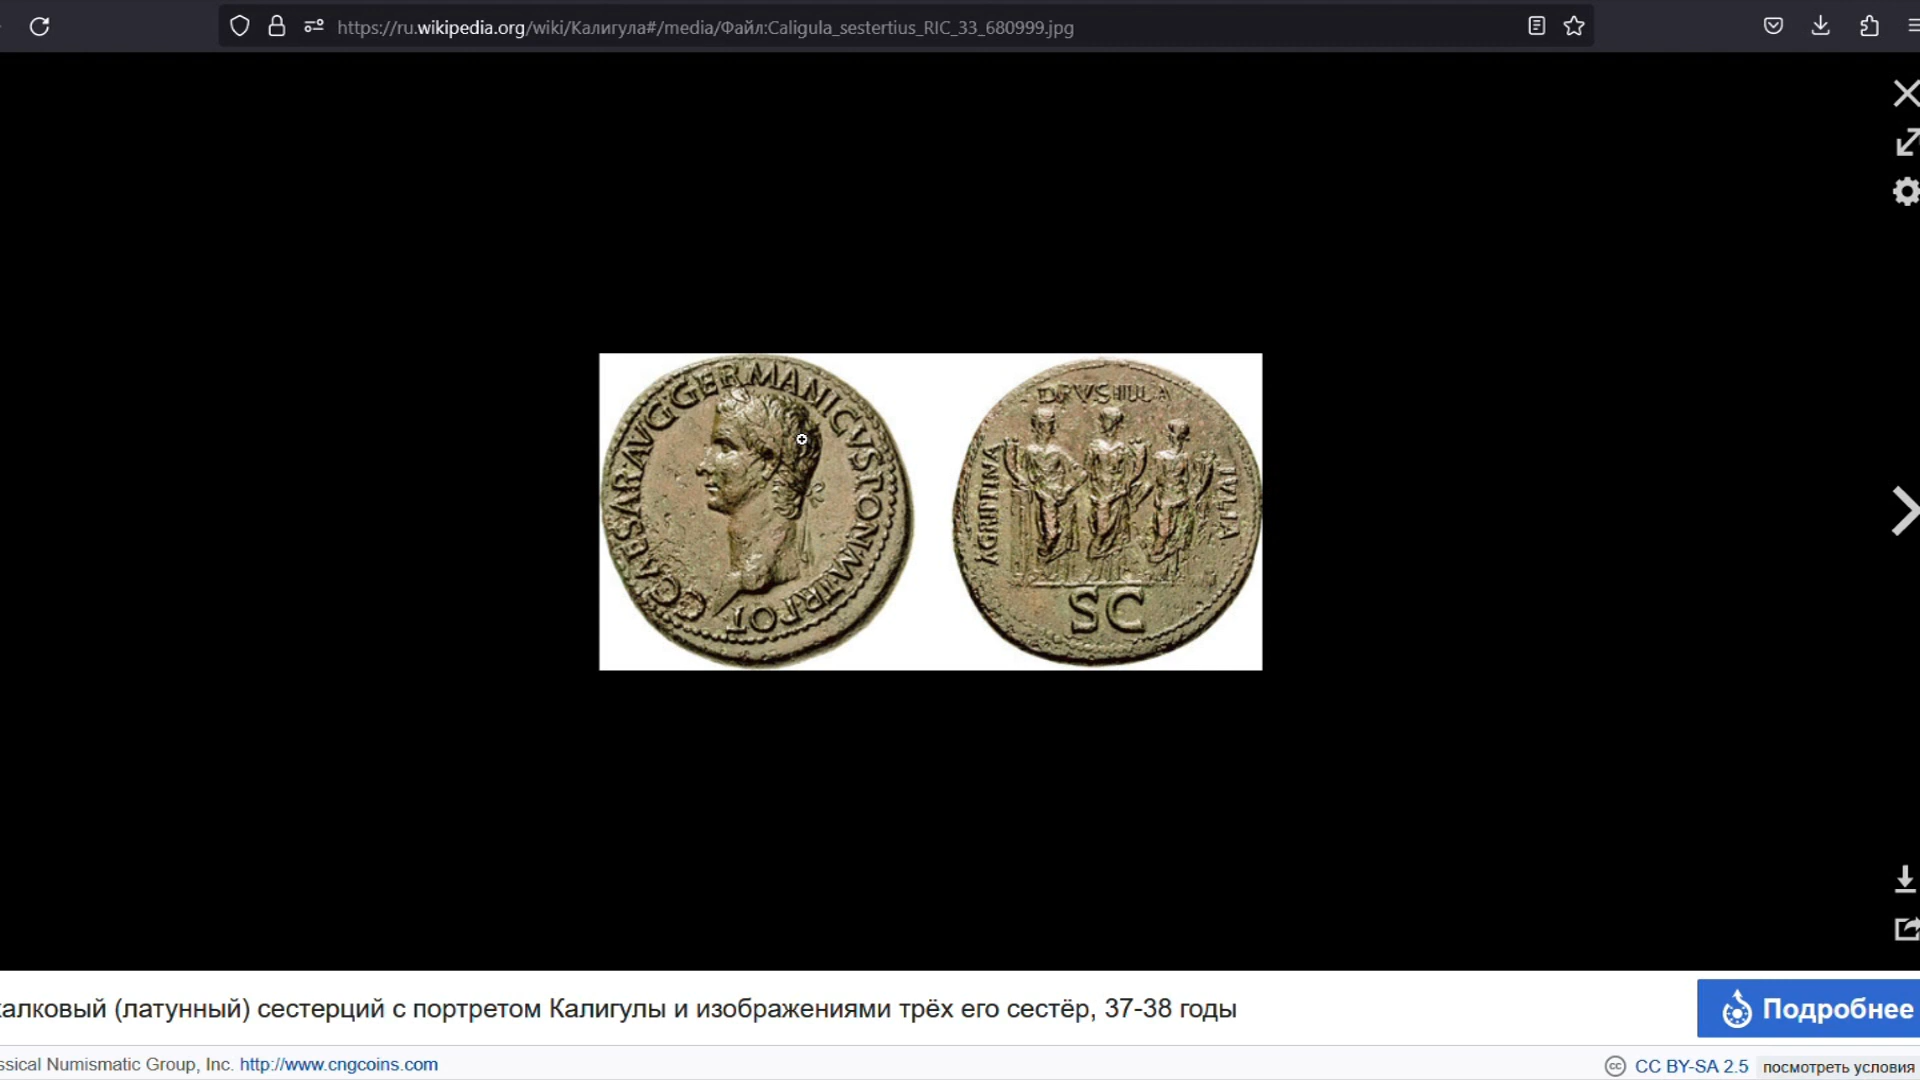 https://ru.wikipedia.org/wiki/Калигула#/media/Файл:Caligula_sestertius_RIC_33_680999.jpg
C CAESAR AVG GERMANICVS PON M TR POT
DRVSILLA
AGRIPPINA
IVLIA
SC
калковый (латунный) сестерций с портретом Калигулы и изображениями трёх его сестёр, 37-38 годы
Подробнее
ssical Numismatic Group, Inc. http://www.cngcoins.com
cc CC BY-SA 2.5 посмотреть условия